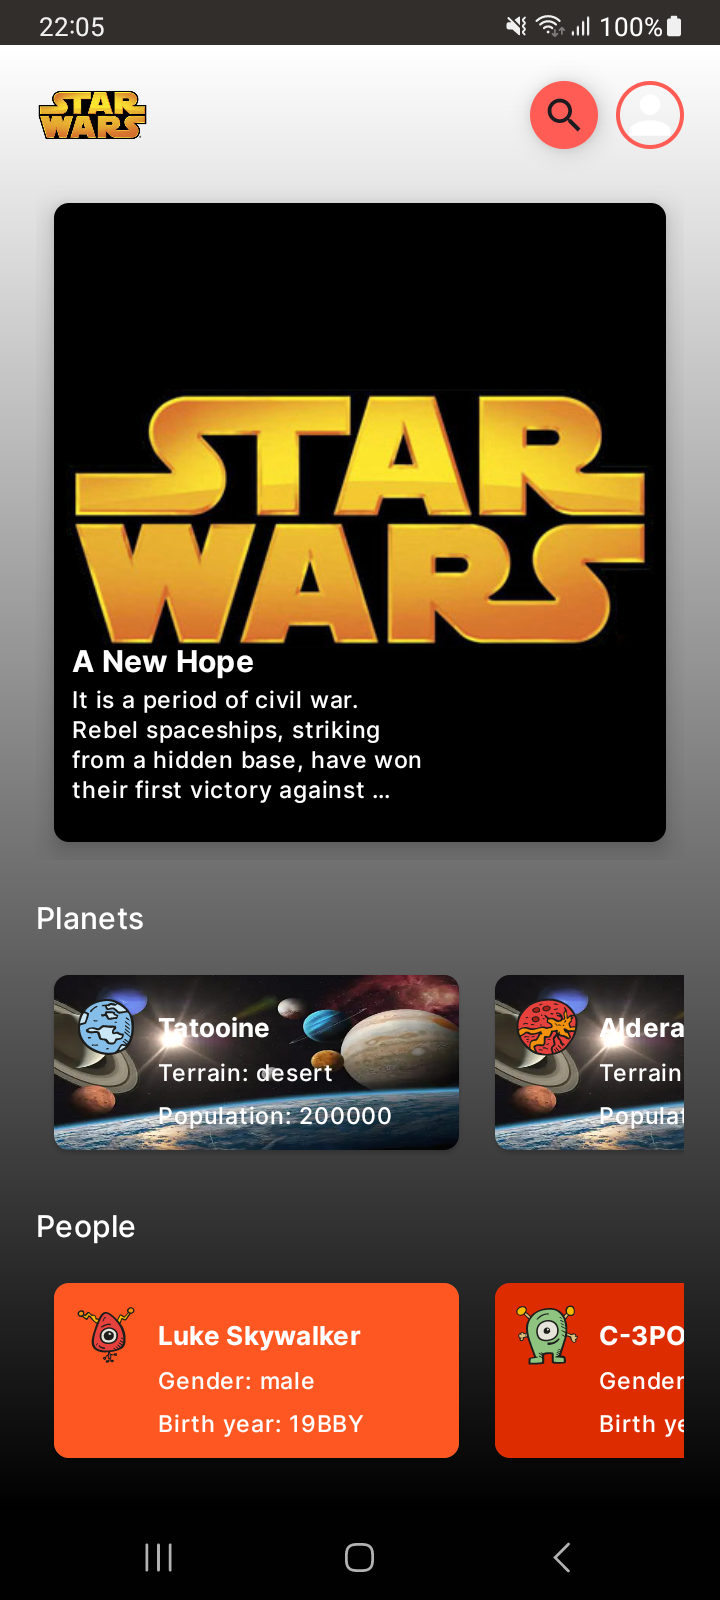 22:05
100%
STAR
WARS
STAR
WARS
A New Hope
It is a period of civil war.
Rebel spaceships, striking
from a hidden base, have won
their first victory against ...
Planets
Tatooine
Terrain: desert
Population: 200000
Aldera
Terrain
Populat
People
Luke Skywalker
Gender: male
Birth year: 19BBY
C-3PO
Gender
Birth ye